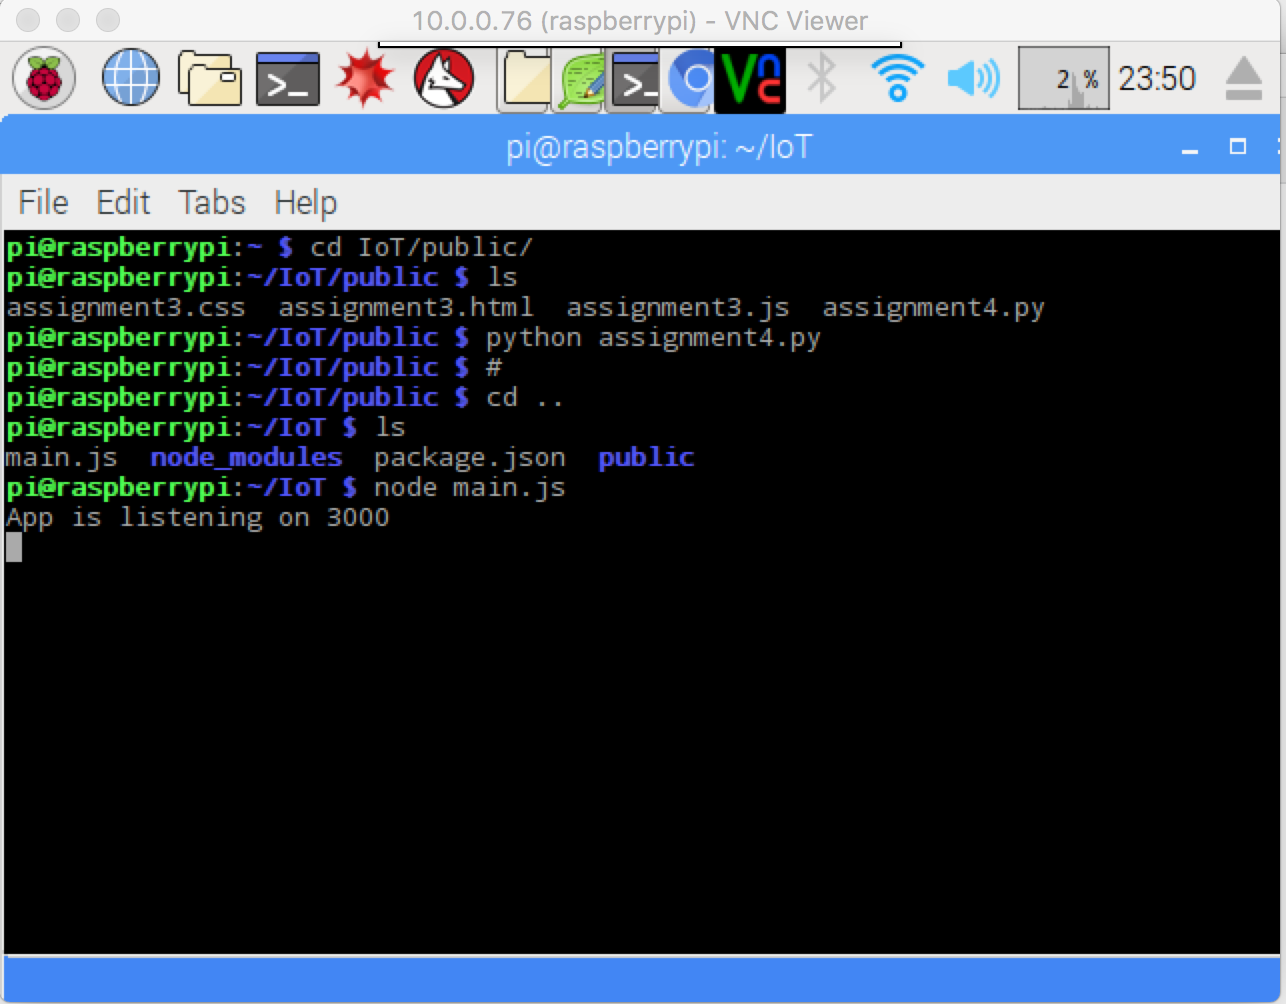 10.0.0.76 (raspberrypi) - VNC Viewer
>_ >_ VNC 2 % 23:50
pi@raspberrypi: ~/IoT
File Edit Tabs Help
pi@raspberrypi:~ $ cd IoT/public/
pi@raspberrypi:~/IoT/public $ ls
assignment3.css  assignment3.html  assignment3.js  assignment4.py
pi@raspberrypi:~/IoT/public $ python assignment4.py
pi@raspberrypi:~/IoT/public $ #
pi@raspberrypi:~/IoT/public $ cd ..
pi@raspberrypi:~/IoT $ ls
main.js  node_modules  package.json  public
pi@raspberrypi:~/IoT $ node main.js
App is listening on 3000